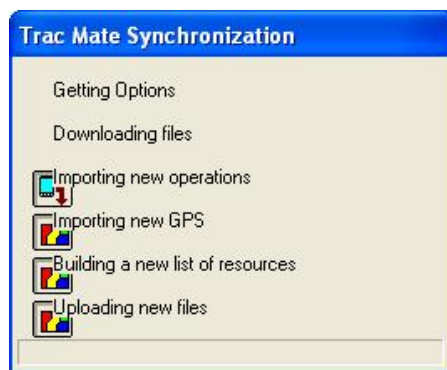 Trac Mate Synchronization
Getting Options
Downloading files
Importing new operations
Importing new GPS
Building a new list of resources
Uploading new files